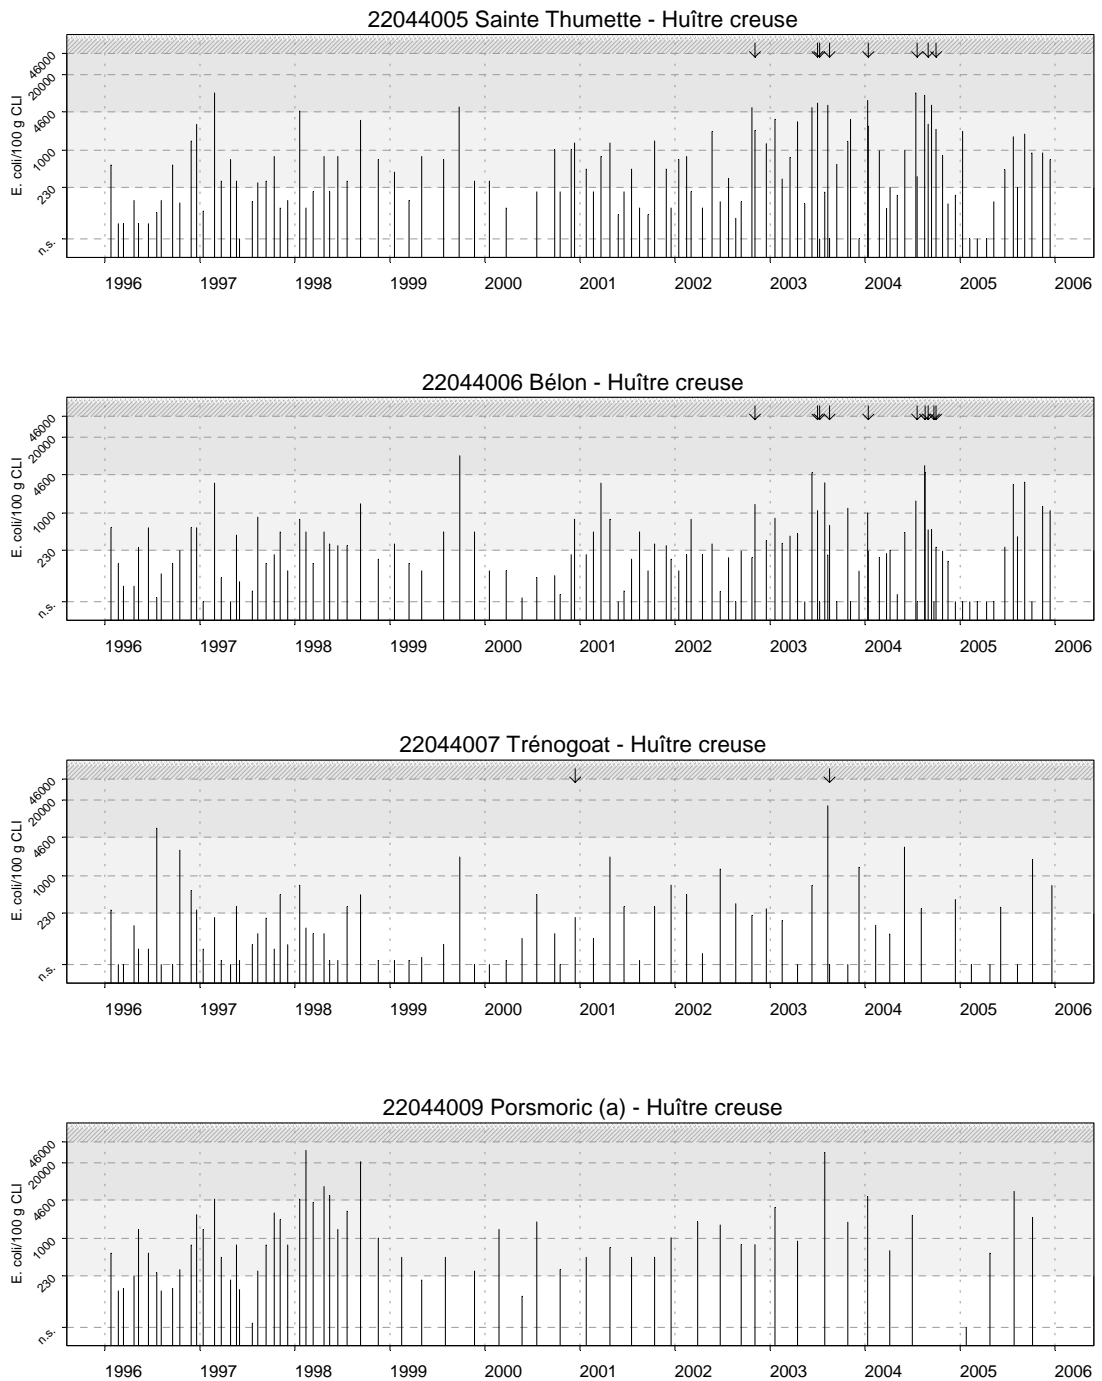 22044005 Sainte Thumette - Huître creuse
E. coli/100 g CLI
46000
20000
4600
1000
230
n.s.
1996 1997 1998 1999 2000 2001 2002 2003 2004 2005 2006
22044006 Bélon - Huître creuse
E. coli/100 g CLI
46000
20000
4600
1000
230
n.s.
1996 1997 1998 1999 2000 2001 2002 2003 2004 2005 2006
22044007 Trénogoat - Huître creuse
E. coli/100 g CLI
46000
20000
4600
1000
230
n.s.
1996 1997 1998 1999 2000 2001 2002 2003 2004 2005 2006
22044009 Porsmoric (a) - Huître creuse
E. coli/100 g CLI
46000
20000
4600
1000
230
n.s.
1996 1997 1998 1999 2000 2001 2002 2003 2004 2005 2006